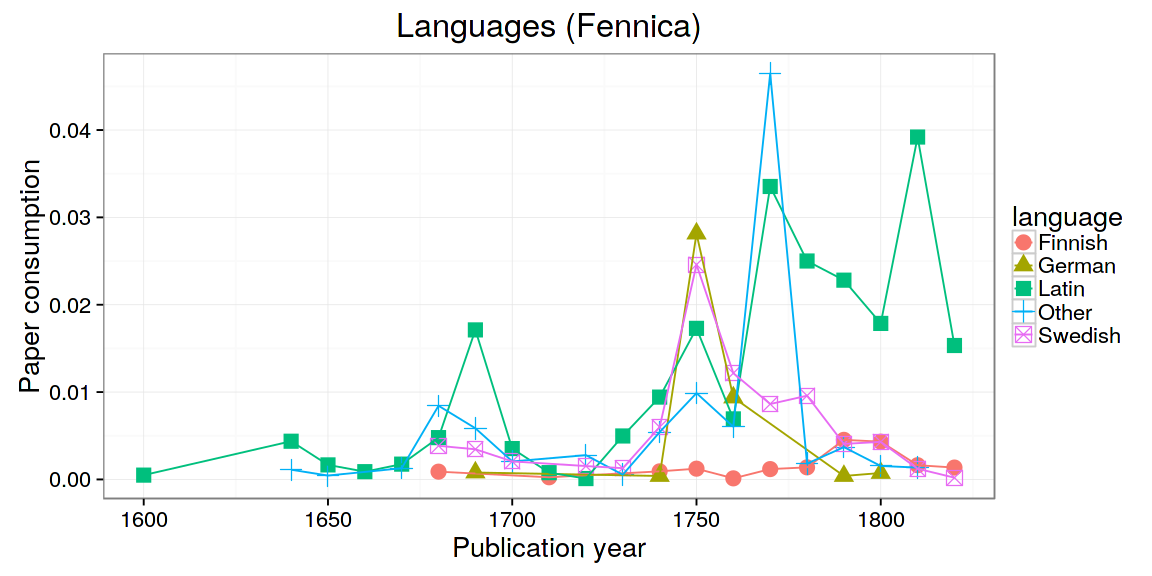 Languages (Fennica)
Paper consumption
0.04
0.03
0.02
0.01
0.00
1600 1650 1700 1750 1800
Publication year
language
Finnish
German
Latin
Other
Swedish